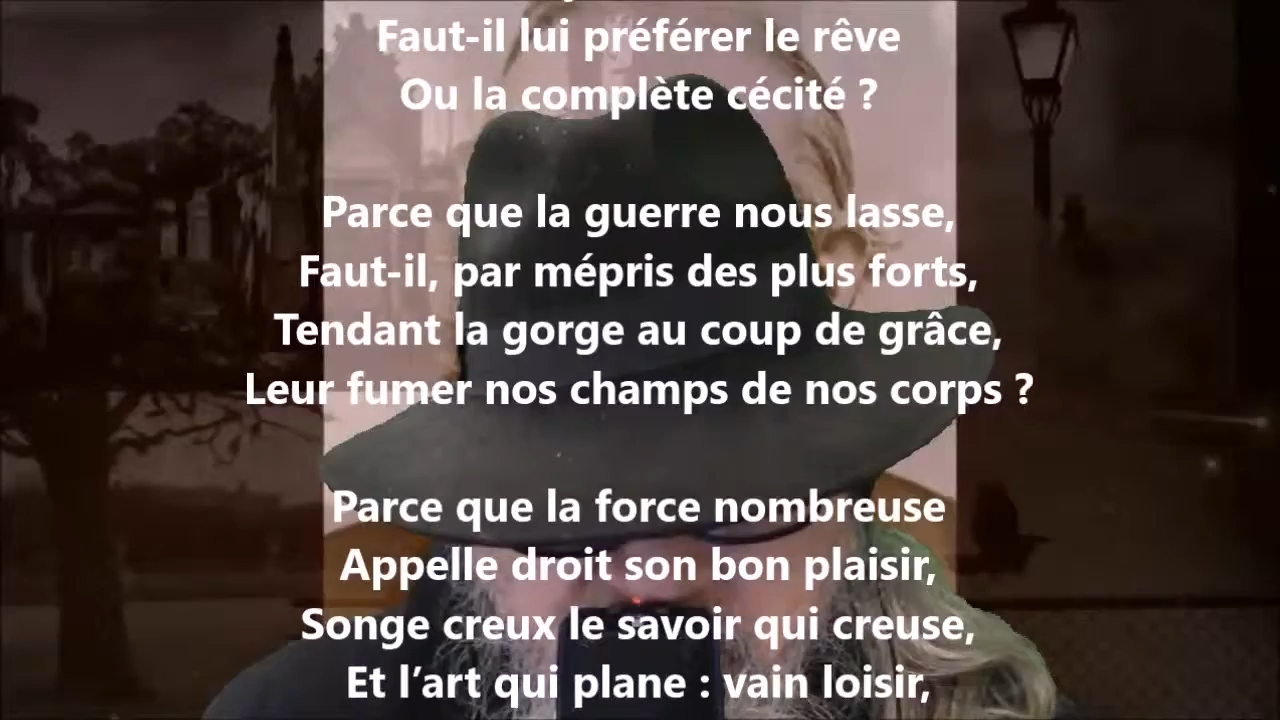 Faut-il lui préférer le rêve
Ou la complète cécité ?
Parce que la guerre nous lasse,
Faut-il, par mépris des plus forts,
Tendant la gorge au coup de grâce,
Leur fumer nos champs de nos corps ?
Parce que la force nombreuse
Appelle droit son bon plaisir,
Songe creux le savoir qui creuse,
Et l’art qui plane : vain loisir,